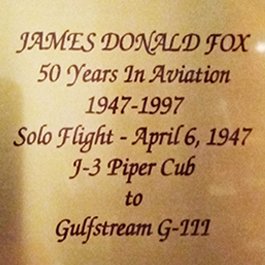 JAMES DONALD FOX
50 Years In Aviation
1947-1997
Solo Flight - April 6, 1947
J-3 Piper Cub
to
Gulfstream G-III